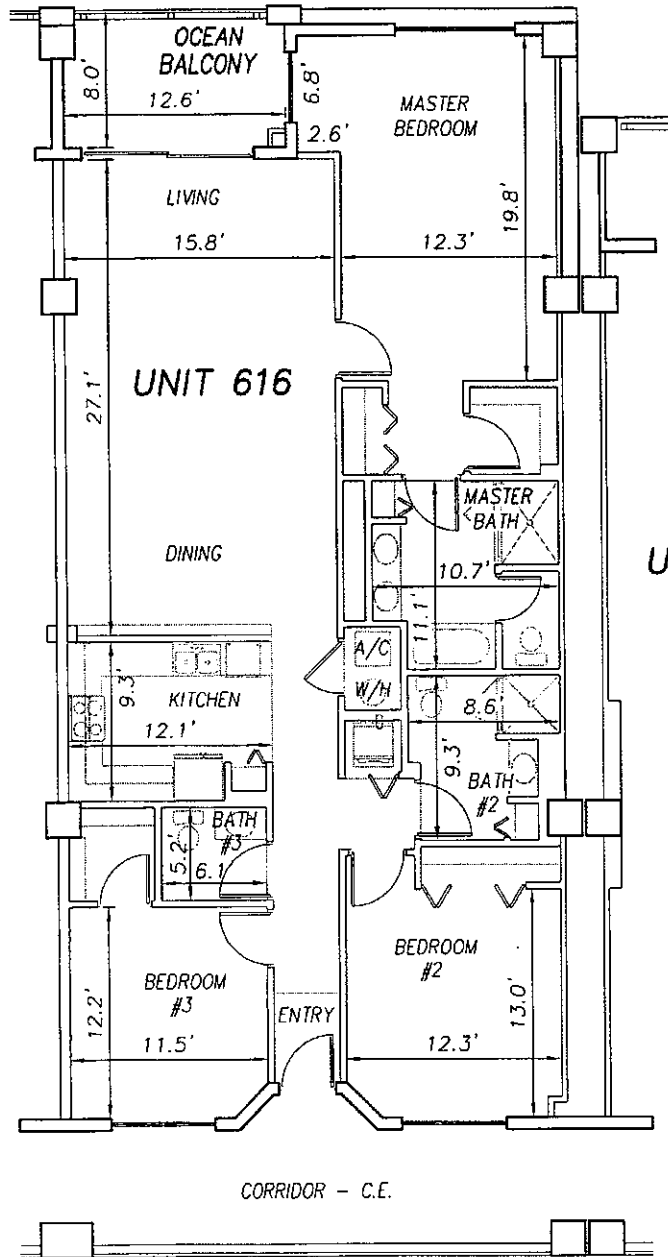 OCEAN
BALCONY
8.0'
12.6'
6.8'
2.6'
MASTER
BEDROOM
19.8'
LIVING
15.8'
12.3'
27.1'
UNIT 616
MASTER
BATH
DINING
10.7'
11.1'
U
A/C
W/H
9.3'
KITCHEN
12.1'
8.6'
9.3'
BATH
#2
BATH
#3
5.2'
6.1
BEDROOM
#3
12.2'
11.5'
ENTRY
BEDROOM
#2
13.0'
12.3'
CORRIDOR - C.E.